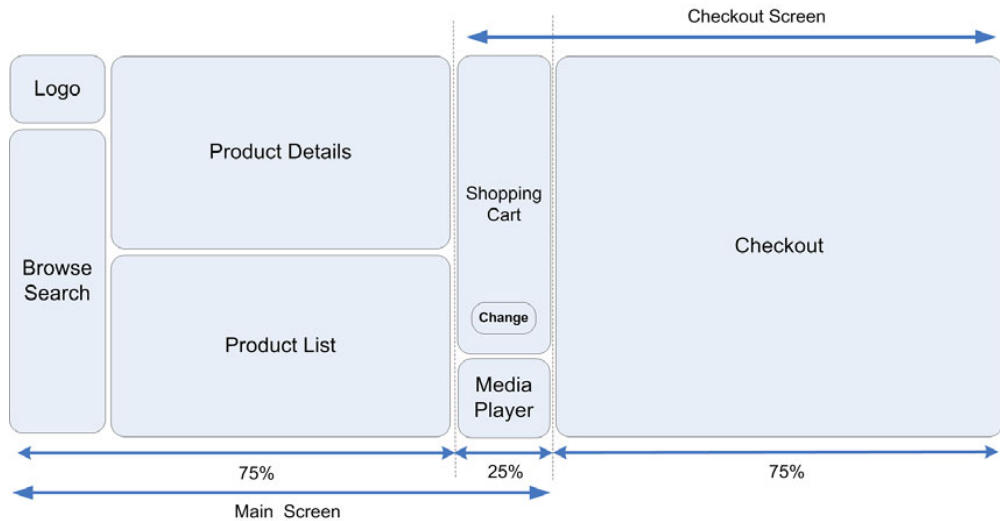 Checkout Screen
Logo
Product Details
Shopping
Cart
Checkout
Browse
Search
Change
Product List
Media
Player
75%
25%
75%
Main Screen